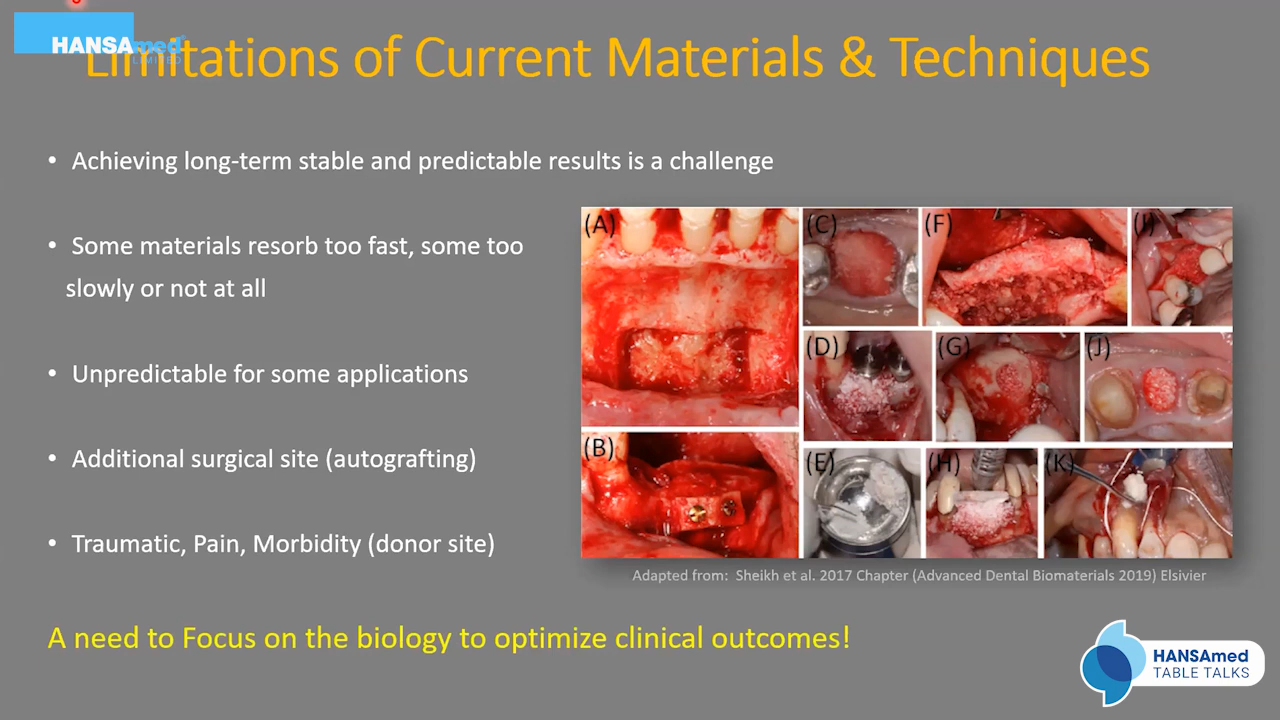 HANSAmed
LIMITED
Limitations of Current Materials & Techniques
• Achieving long-term stable and predictable results is a challenge
• Some materials resorb too fast, some too
slowly or not at all
• Unpredictable for some applications
• Additional surgical site (autografting)
• Traumatic, Pain, Morbidity (donor site)
(A)
(C)
(F)
(I)
(D)
(G)
(J)
(B)
(E)
(H)
(K)
Adapted from: Sheikh et al. 2017 Chapter (Advanced Dental Biomaterials 2019) Elsivier
A need to Focus on the biology to optimize clinical outcomes!
HANSAmed
TABLE TALKS